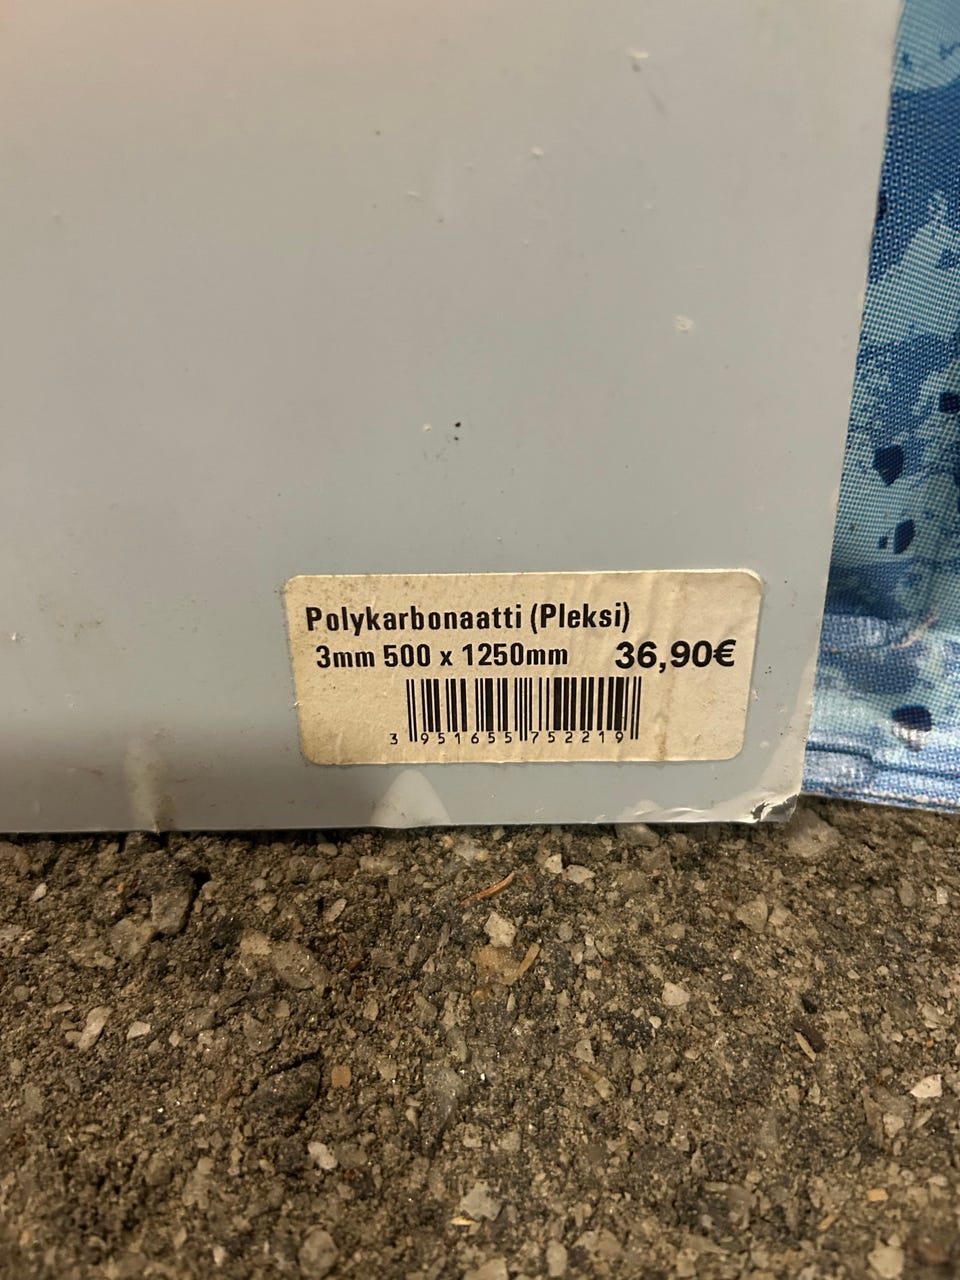 Polykarbonaatti (Pleksi)
3mm 500 x 1250mm 36,90€
3 951655 752219